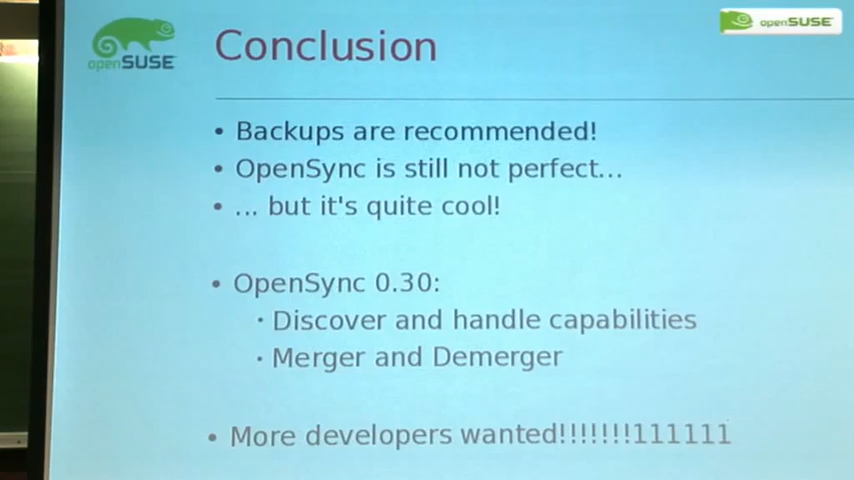 openSUSE
Conclusion
openSUSE
• Backups are recommended!
• OpenSync is still not perfect...
• ... but it's quite cool!
• OpenSync 0.30:
• Discover and handle capabilities
• Merger and Demerger
• More developers wanted!!!!!!!111111